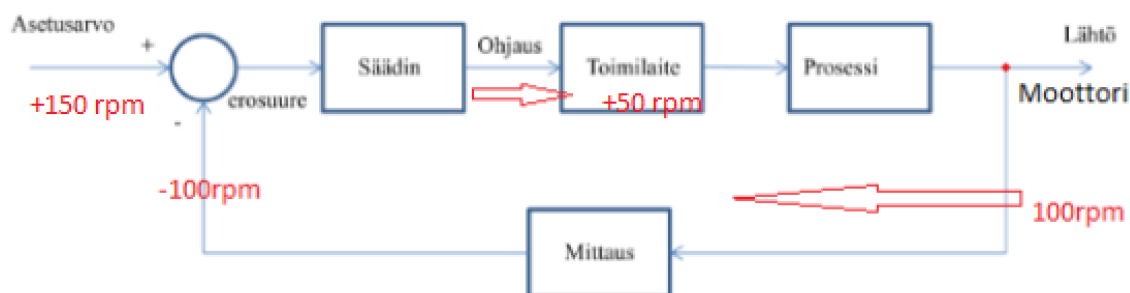 Asetusarvo
+
-
erosuure
Säädin
Ohjaus
Toimilaite
Prosessi
Lähtö
Moottori
+150 rpm
+50 rpm
-100rpm
100rpm
Mittaus